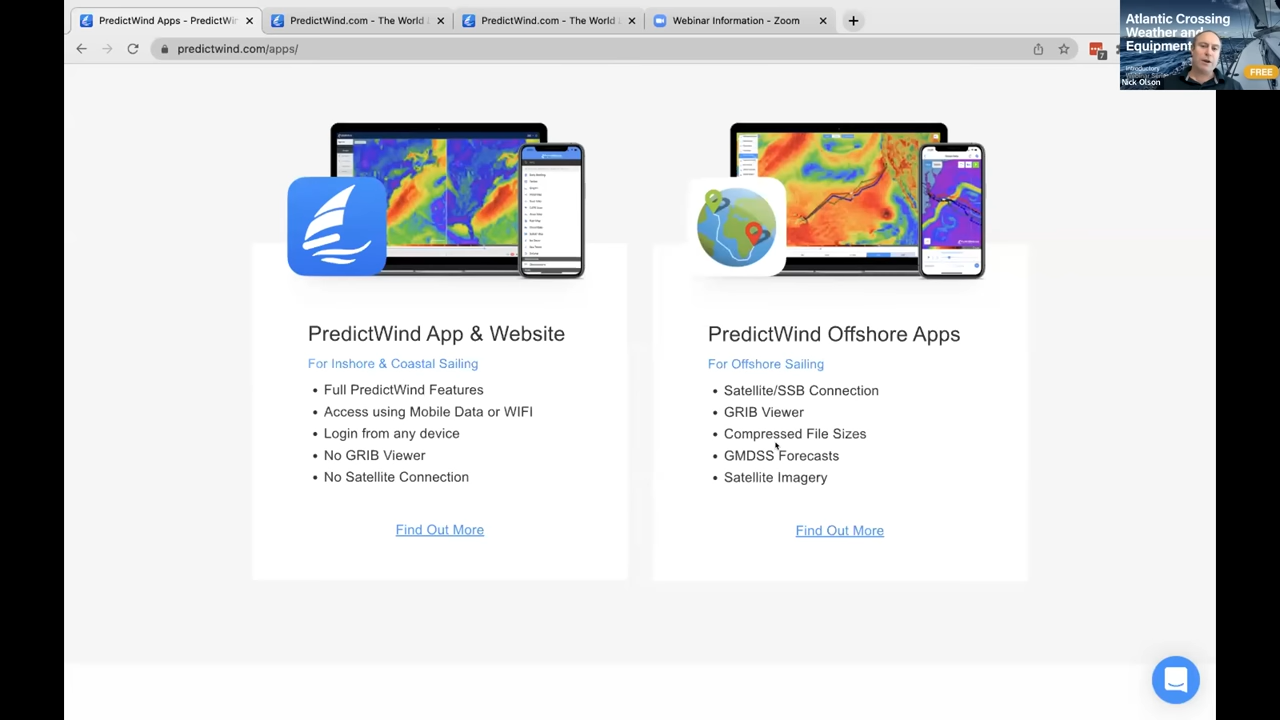 PredictWind Apps - PredictWin
PredictWind.com - The World
PredictWind.com - The World
Webinar Information - Zoom
predictwind.com/apps/
7
Atlantic Crossing
Weather and
Equipment
Introductory
FREE
Nick Olson
PredictWind App & Website
For Inshore & Coastal Sailing
• Full PredictWind Features
• Access using Mobile Data or WIFI
• Login from any device
• No GRIB Viewer
• No Satellite Connection
Find Out More
PredictWind Offshore Apps
For Offshore Sailing
• Satellite/SSB Connection
• GRIB Viewer
• Compressed File Sizes
• GMDSS Forecasts
• Satellite Imagery
Find Out More